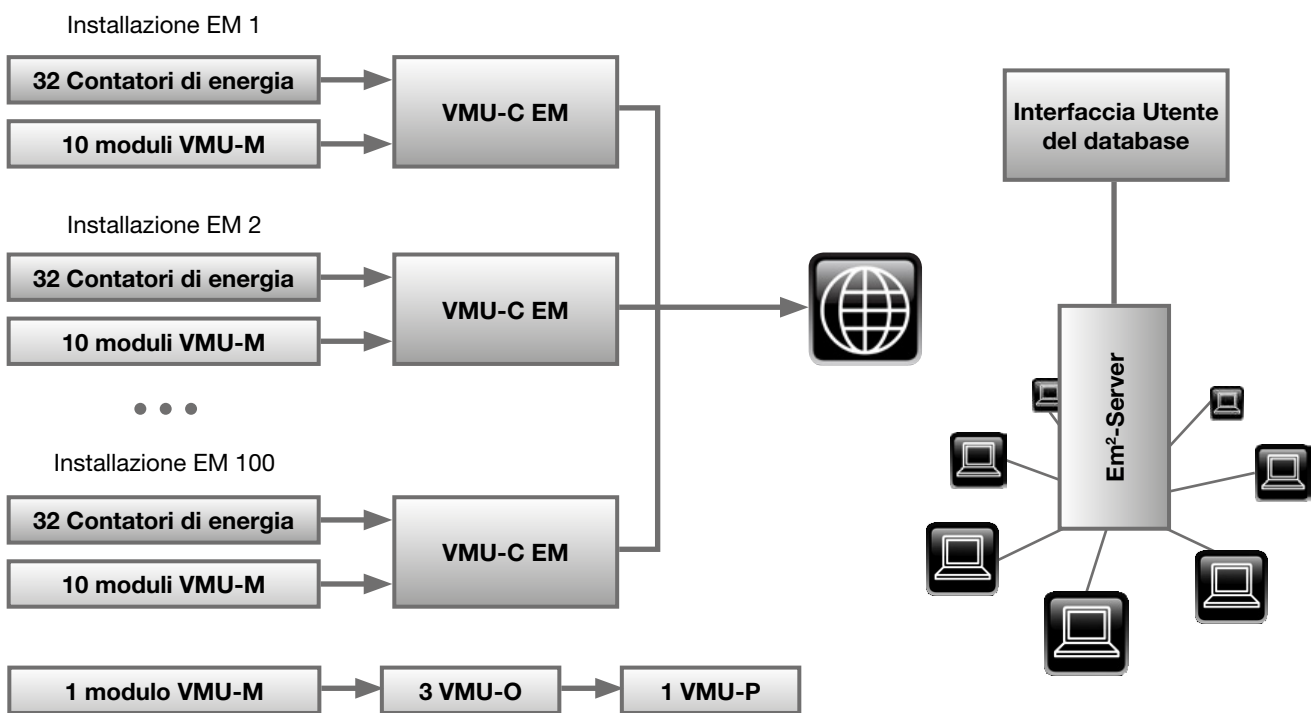 Installazione EM 1
32 Contatori di energia
10 moduli VMU-M
VMU-C EM
Installazione EM 2
32 Contatori di energia
10 moduli VMU-M
VMU-C EM
Installazione EM 100
32 Contatori di energia
10 moduli VMU-M
VMU-C EM
1 modulo VMU-M
3 VMU-O
1 VMU-P
Interfaccia Utente
del database
Em²-Server